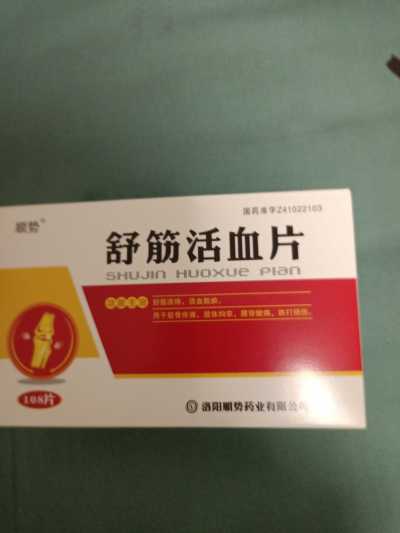 国药准字Z41022103
顺势®
舒筋活血片
SHUJIN HUOXUE PIAN
功能主治 舒筋活络,活血散瘀。
用于筋骨疼痛,肢体拘挛,腰背酸痛,跌打损伤。
108片
洛阳顺势药业有限公司